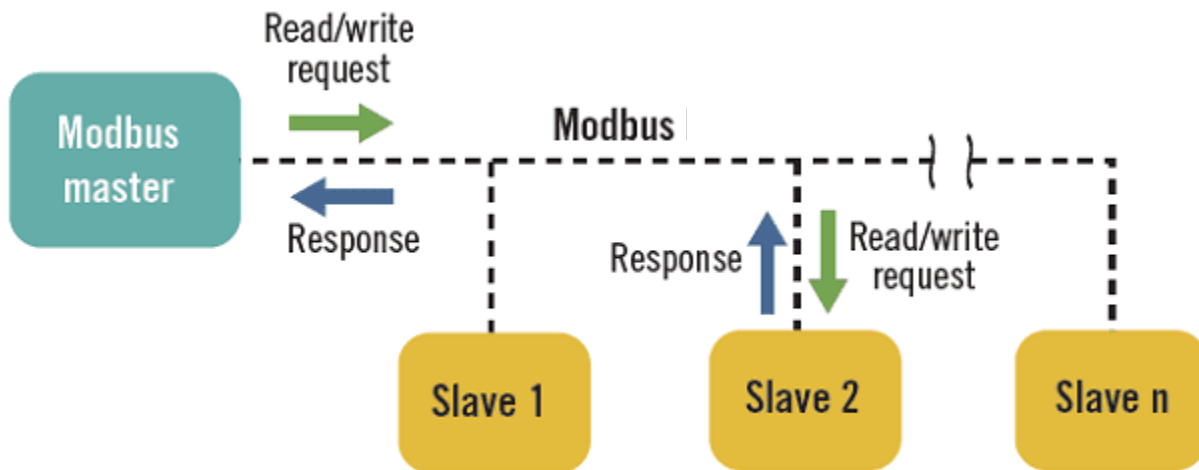 Read/write
request
Modbus
master
Modbus
Response
Response
Read/write
request
Slave 1
Slave 2
Slave n